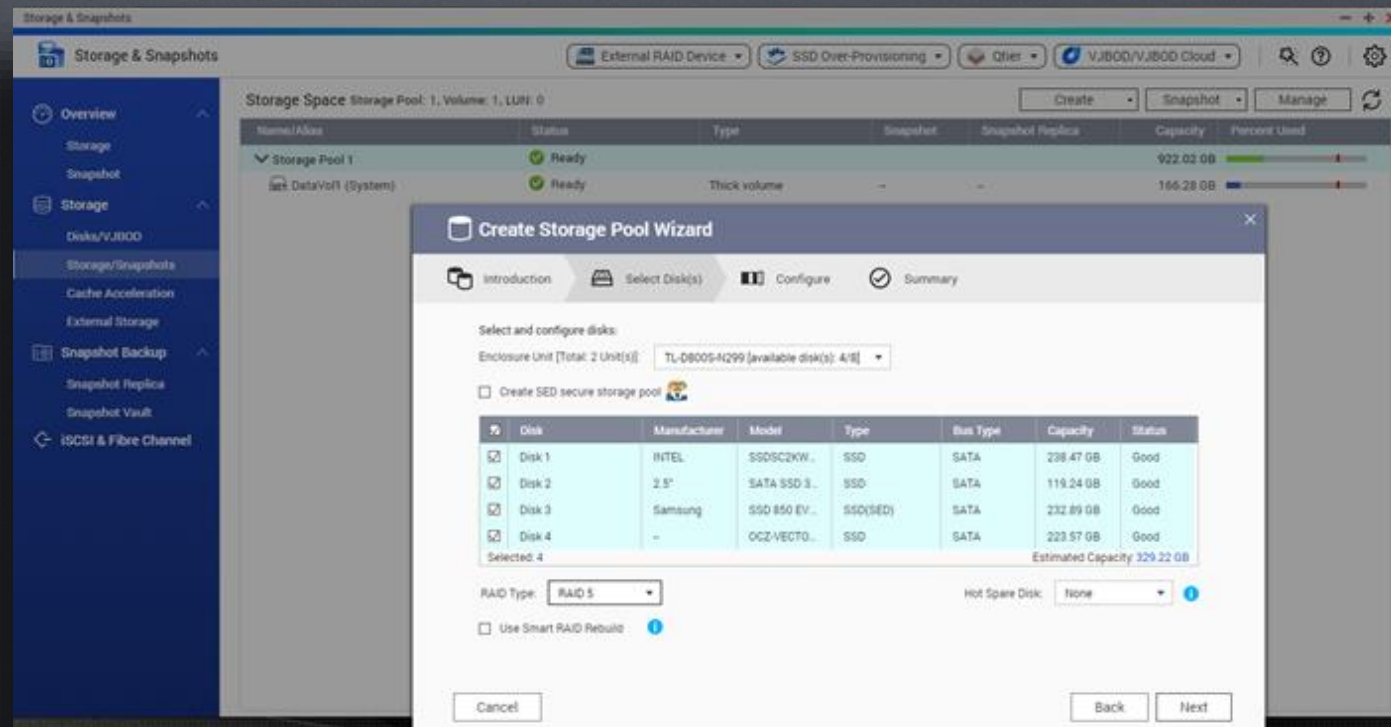 Storage & Snapshots
Storage & Snapshots
External RAID Device
SSD Over-Provisioning
Qtier
VJBOD/VJBOD Cloud
Overview
Storage
Snapshot
Storage
Disks/VJBOD
Storage/Snapshots
Cache Acceleration
External Storage
Snapshot Backup
Snapshot Replica
Snapshot Vault
iSCSI & Fibre Channel
Storage Space Storage Pool: 1, Volume: 1, LUN: 0
Create
Snapshot
Manage
Name/Alias Status Type Snapshot Snapshot Replica Capacity Percent Used
Storage Pool 1 Ready 922.02 GB
DataVol1 (System) Ready Thick volume -- -- 166.28 GB
Create Storage Pool Wizard
Introduction Select Disk(s) Configure Summary
Select and configure disks:
Enclosure Unit [Total: 2 Unit(s)]: TL-D800S-N299 [available disk(s): 4/8]
Create SED secure storage pool
Disk Manufacturer Model Type Bus Type Capacity Status
Disk 1 INTEL SSDSC2KW... SSD SATA 238.47 GB Good
Disk 2 2.5" SATA SSD 3... SSD SATA 119.24 GB Good
Disk 3 Samsung SSD 850 EV... SSD(SED) SATA 232.89 GB Good
Disk 4 -- OCZ-VECTO... SSD SATA 223.57 GB Good
Selected: 4 Estimated Capacity: 329.22 GB
RAID Type: RAID 5 Hot Spare Disk: None
Use Smart RAID Rebuild
Cancel Back Next